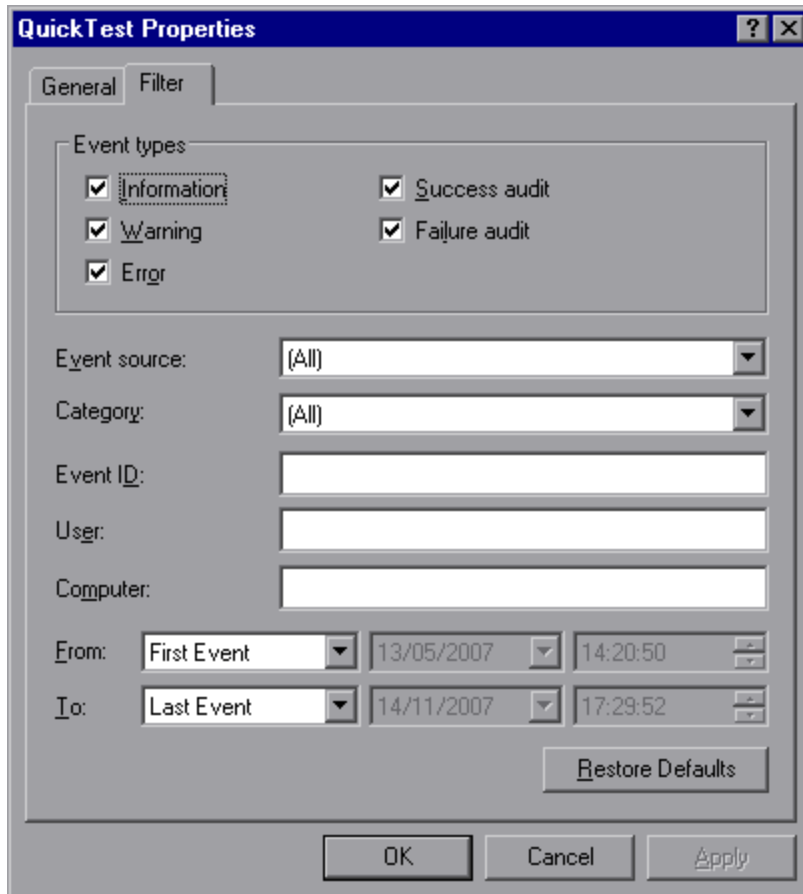 QuickTest Properties
General Filter
Event types
Information Success audit
Warning Failure audit
Error
Event source: (All)
Category: (All)
Event ID:
User:
Computer:
From: First Event 13/05/2007 14:20:50
To: Last Event 14/11/2007 17:29:52
Restore Defaults
OK Cancel Apply